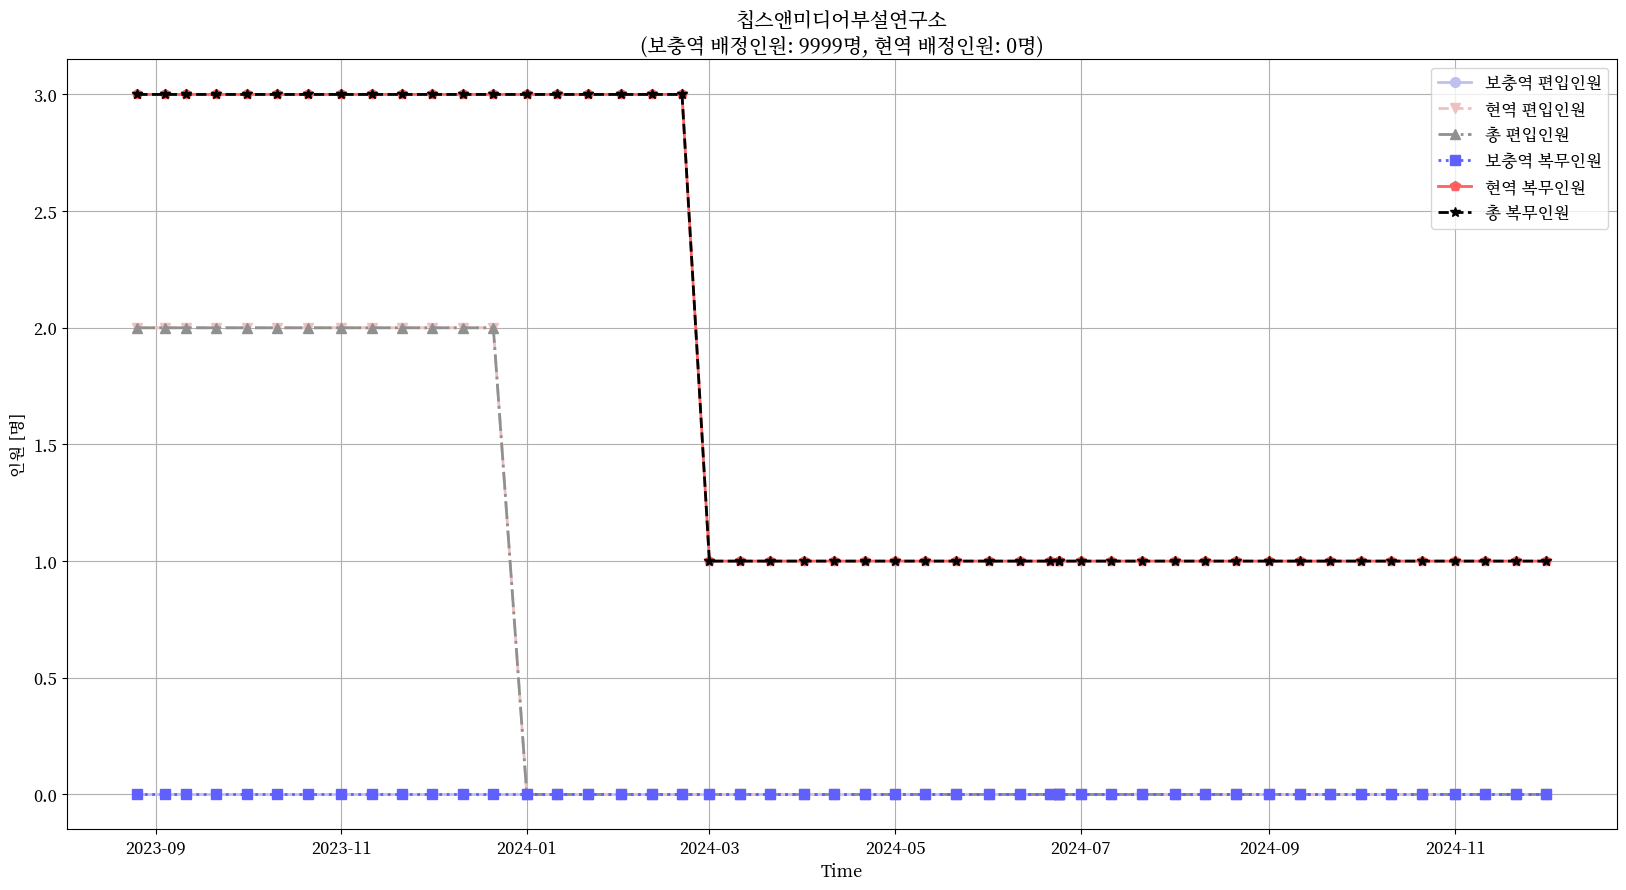 칩스앤미디어부설연구소
(보충역 배정인원: 9999명, 현역 배정인원: 0명)
보충역 편입인원
현역 편입인원
총 편입인원
보충역 복무인원
현역 복무인원
총 복무인원
인원 [명]
3.0
2.5
2.0
1.5
1.0
0.5
0.0
2023-09
2023-11
2024-01
2024-03
2024-05
2024-07
2024-09
2024-11
Time